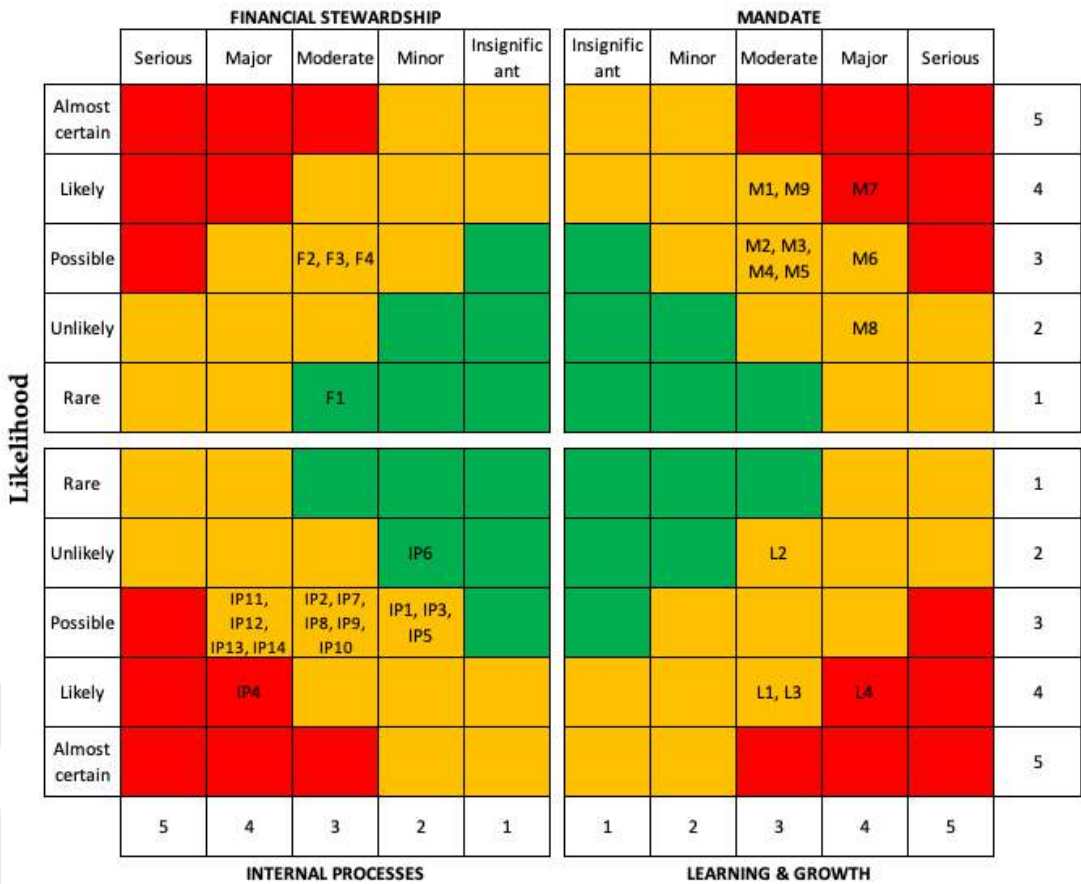 FINANCIAL STEWARDSHIP MANDATE
Serious Major Moderate Minor Insignific
ant Insignific
ant Minor Moderate Major Serious
Almost
certain 5
Likely M1, M9 M7 4
Possible F2, F3, F4 M2, M3,
M4, M5 M6 3
Unlikely M8 2
Rare F1 1
Likelihood
Rare 1
Unlikely IP6 L2 2
Possible IP11,
IP12,
IP13, IP14 IP2, IP7,
IP8, IP9,
IP10 IP1, IP3,
IP5 3
Likely IP4 L1, L3 L4 4
Almost
certain 5
5 4 3 2 1 1 2 3 4 5
INTERNAL PROCESSES LEARNING & GROWTH